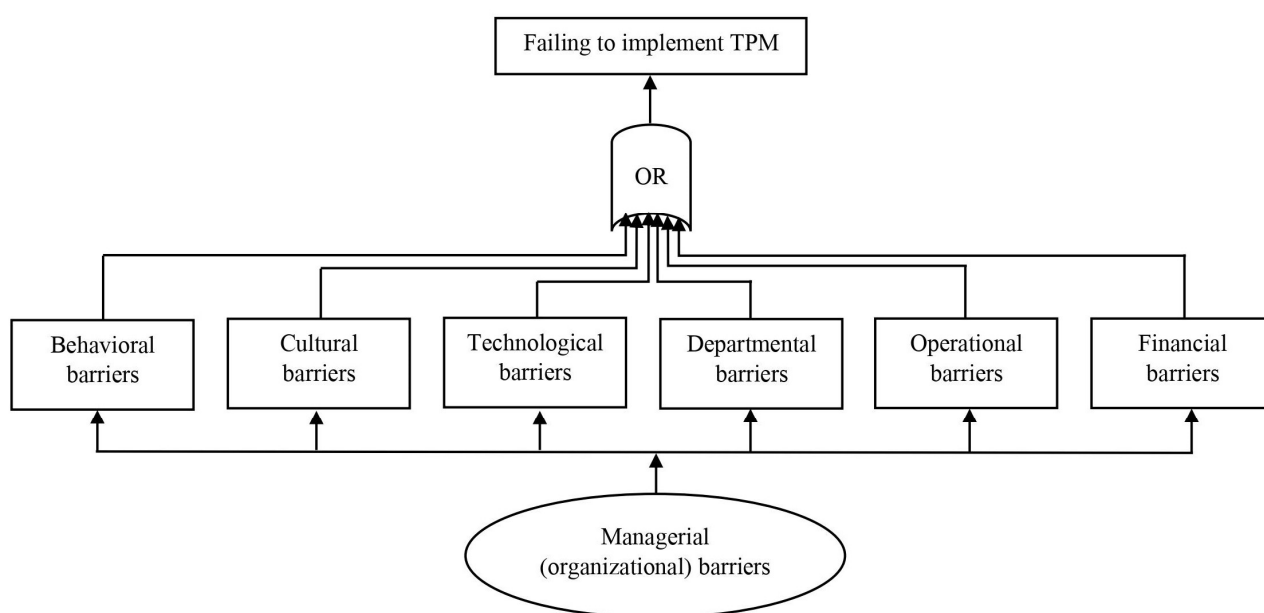 Failing to implement TPM
OR
Behavioral
barriers
Cultural
barriers
Technological
barriers
Departmental
barriers
Operational
barriers
Financial
barriers
Managerial
(organizational) barriers